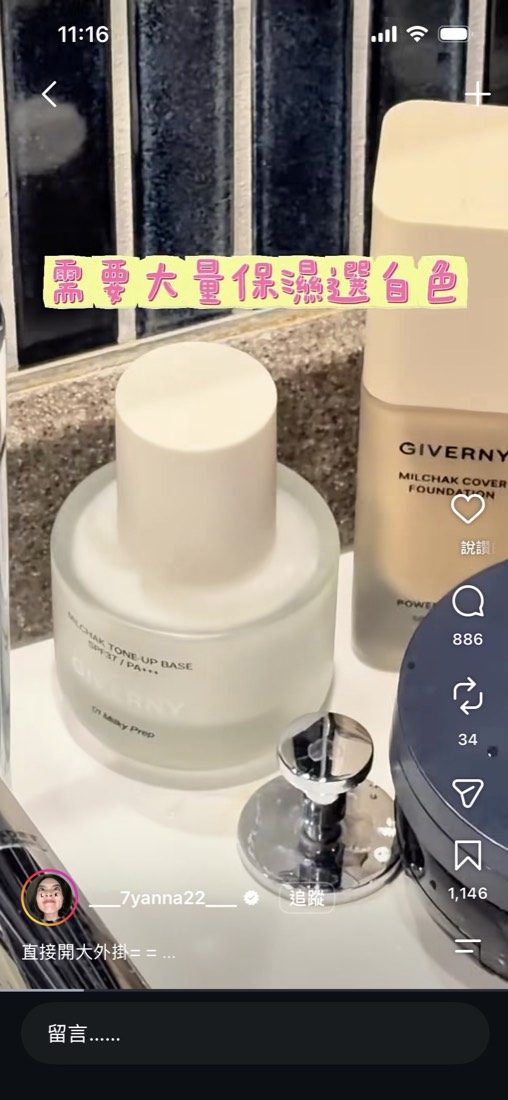 11:16
需要大量保濕選白色
GIVERNY
MILCHAK COVER
FOUNDATION
說讚
886
MILCHAK TONE-UP BASE
SPF37 / PA+++
GIVERNY
01 Milky Prep
34
1,146
___7yanna22___
追蹤
直接開大外掛= = ...
留言......